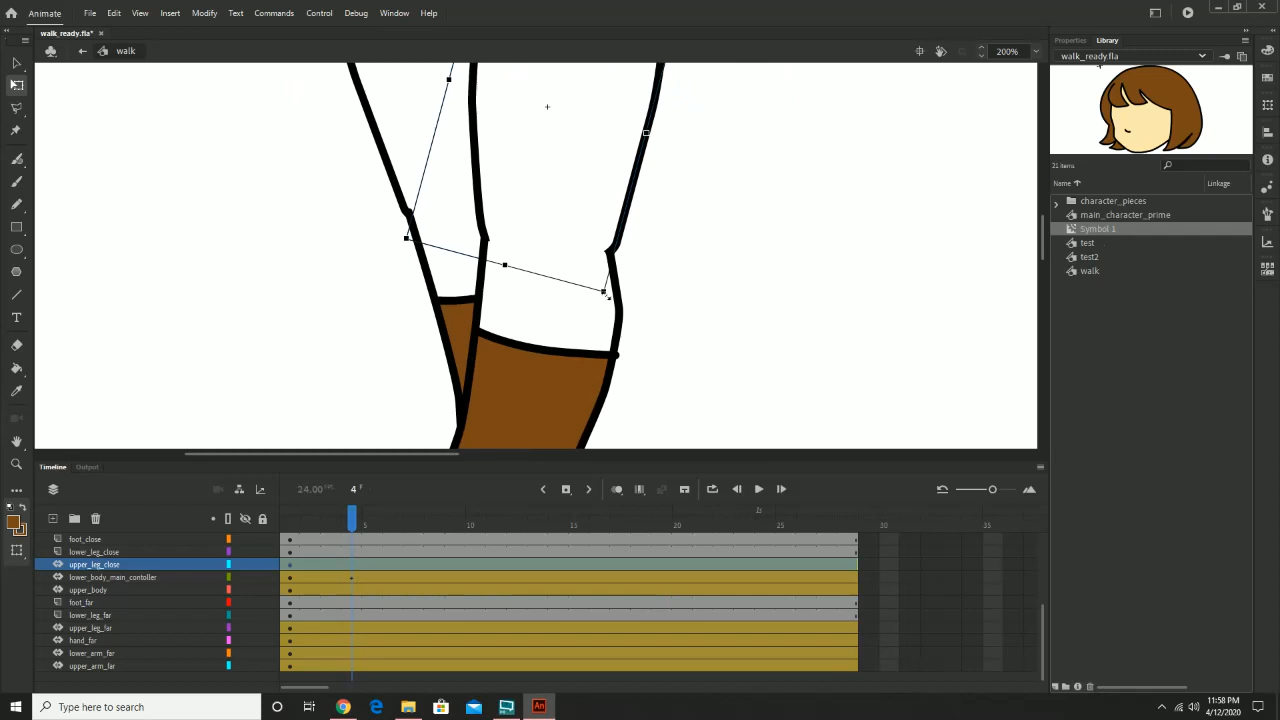 Animate File Edit View Insert Modify Text Commands Control Debug Window Help
walk_ready.fla*
walk 200%
Properties Library
walk_ready.fla
21 items
Name Linkage
character_pieces
main_character_prime
Symbol 1
test
test2
walk
Timeline Output
24.00 FPS 4 F
5 10 15 20 25 30 35
foot_close
lower_leg_close
upper_leg_close
lower_body_main_contoller
upper_body
foot_far
lower_leg_far
upper_leg_far
hand_far
lower_arm_far
upper_arm_far
Type here to search
An
11:58 PM
4/12/2020